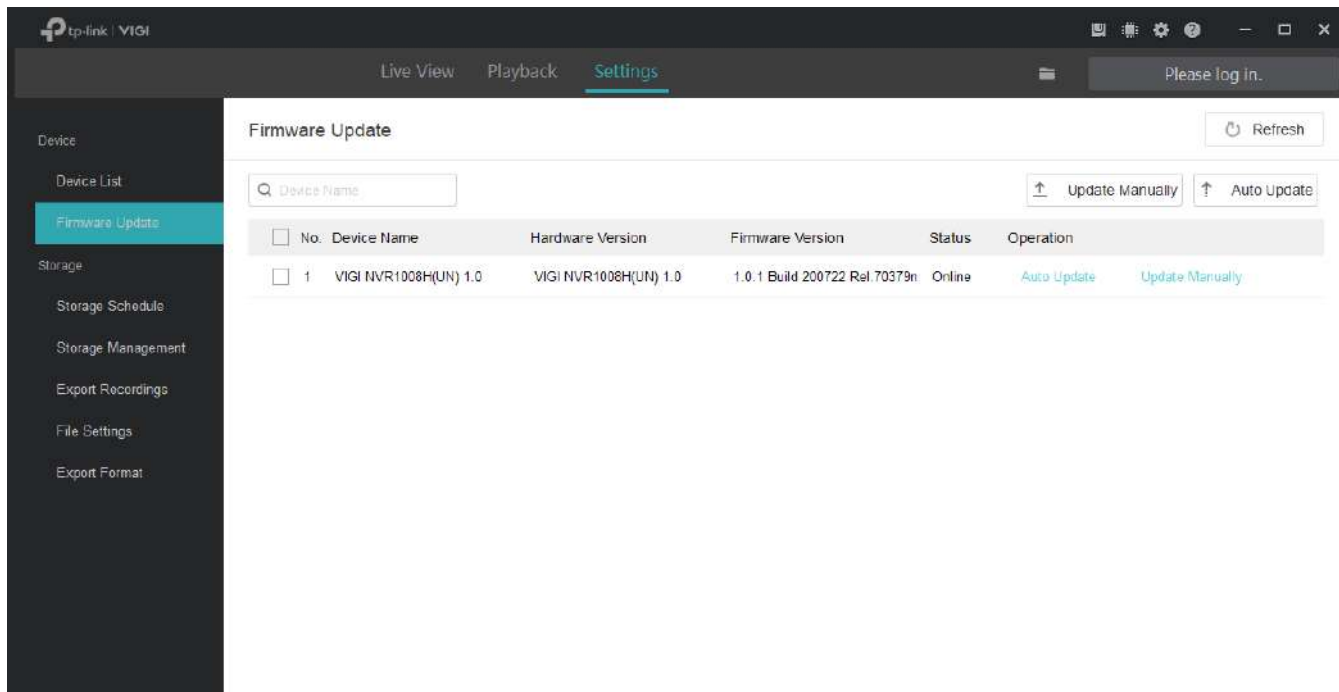 tp-link | VIGI
Live View Playback Settings Please log in.
Device
Device List
Firmware Update
Storage
Storage Schedule
Storage Management
Export Recordings
File Settings
Export Format
Firmware Update Refresh
Device Name Update Manually Auto Update
No. Device Name Hardware Version Firmware Version Status Operation
1 VIGI NVR1008H(UN) 1.0 VIGI NVR1008H(UN) 1.0 1.0.1 Build 200722 Rel.70379n Online Auto Update Update Manually